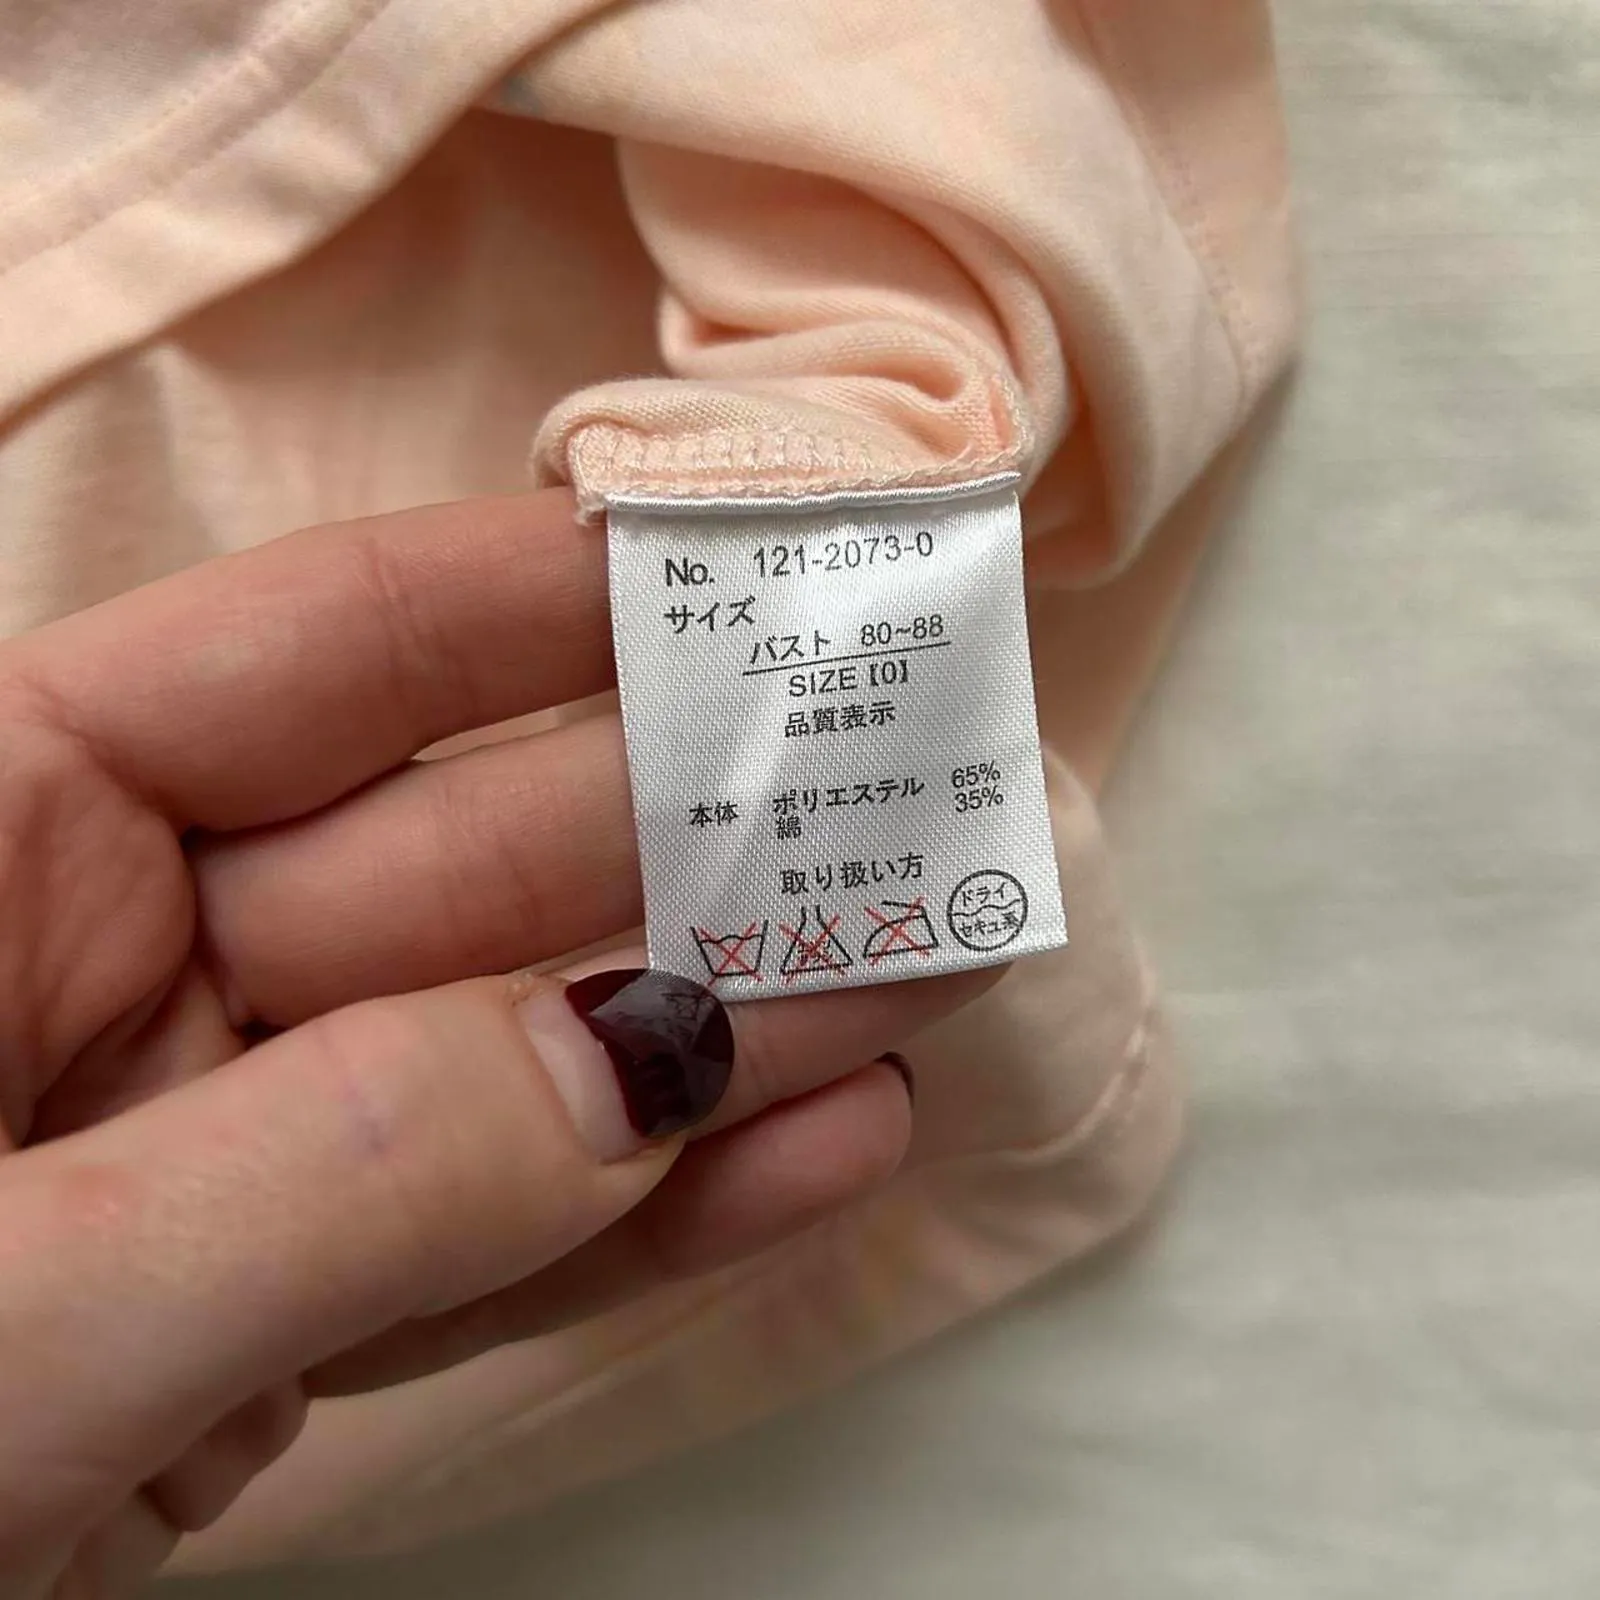 No. 121-2073-0
サイズ
バスト 80~88
SIZE【0】
品質表示
本体 ポリエステル 65%
綿 35%
取り扱い方
ドライ
セキユ系